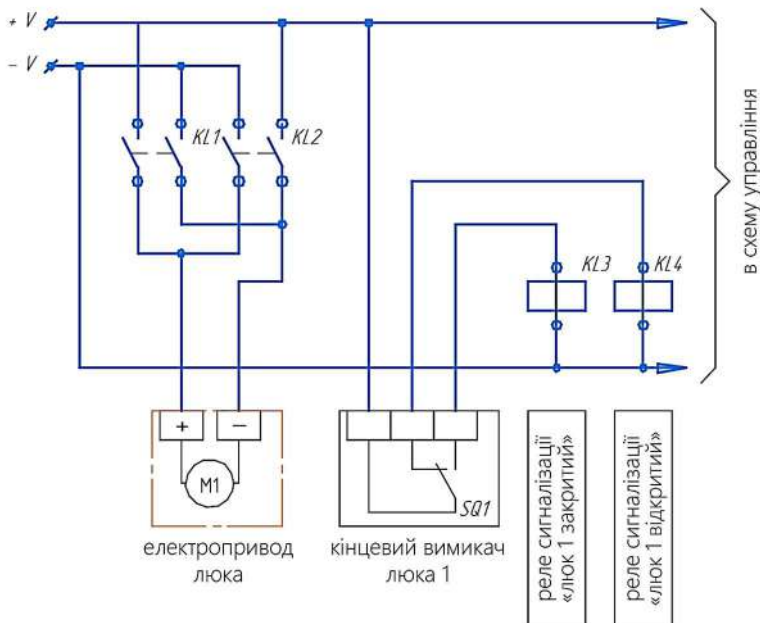 + V
− V
KL1
KL2
KL3
KL4
в схему управління
+
−
M1
SQ1
електропривод
люка
кінцевий вимикач
люка 1
реле сигналізації
«люк 1 закритий»
реле сигналізації
«люк 1 відкритий»